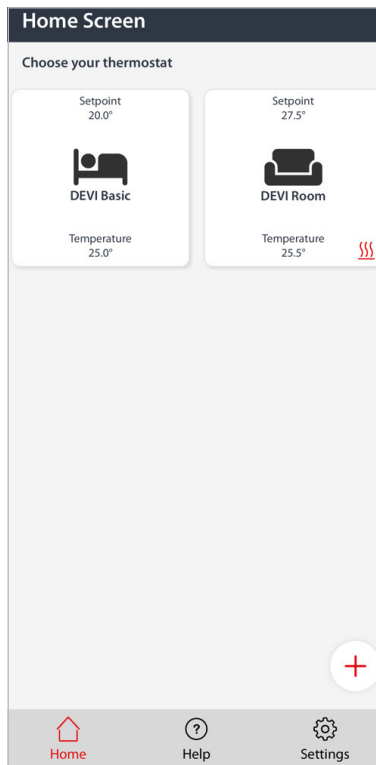 Home Screen
Choose your thermostat
Setpoint
20.0°
DEVI Basic
Temperature
25.0°
Setpoint
27.5°
DEVI Room
Temperature
25.5°
Home
Help
Settings